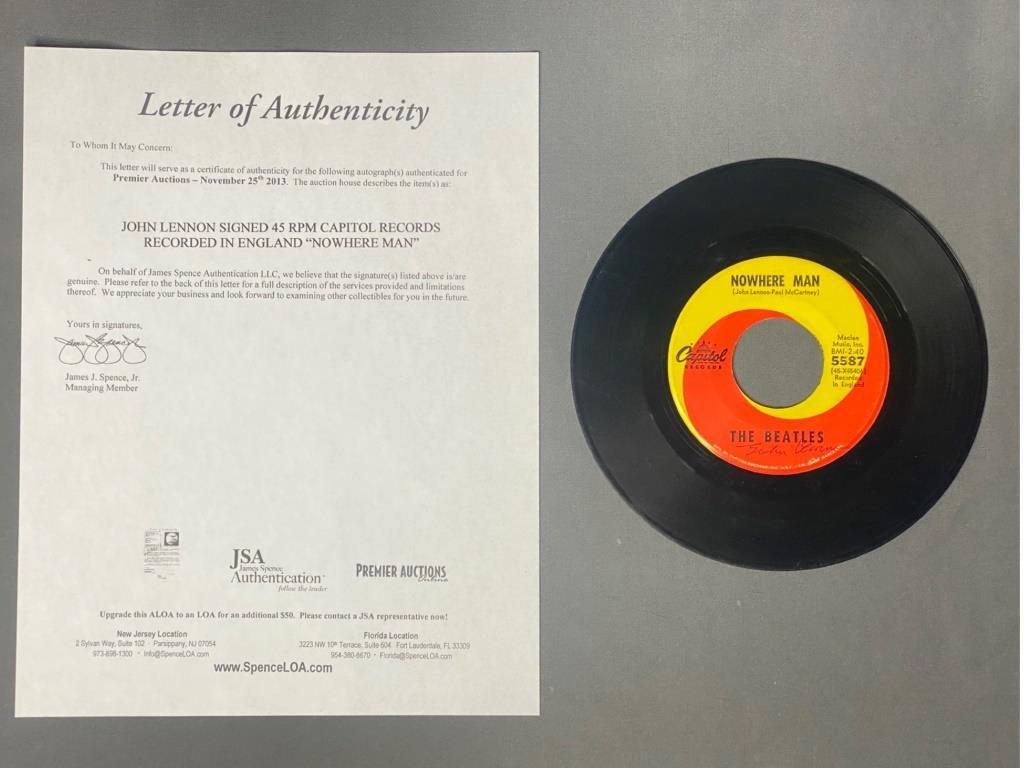 Letter of Authenticity
To Whom It May Concern:
This letter will serve as a certificate of authenticity for the following autograph(s) authenticated for
Premier Auctions – November 25th 2013. The auction house describes the item(s) as:
JOHN LENNON SIGNED 45 RPM CAPITOL RECORDS
RECORDED IN ENGLAND “NOWHERE MAN”
On behalf of James Spence Authentication LLC, we believe that the signature(s) listed above is/are
genuine. Please refer to the back of this letter for a full description of the services provided and limitations
thereof. We appreciate your business and look forward to examining other collectibles for you in the future.
Yours in signatures,
James J. Spence, Jr.
Managing Member
JSA
James Spence
Authentication
follow the leader
PREMIER AUCTIONS
Online
Upgrade this ALOA to an LOA for an additional $50. Please contact a JSA representative now!
New Jersey Location
2 Sylvan Way, Suite 102 · Parsippany, NJ 07054
973-898-1300 · Info@SpenceLOA.com
Florida Location
3223 NW 10th Terrace, Suite 604 Fort Lauderdale, FL 33309
954-380-8670 · Florida@SpenceLOA.com
www.SpenceLOA.com
NOWHERE MAN
(John Lennon-Paul McCartney)
Capitol
RECORDS
Maclen
Music, Inc.
BMI-2:40
5587
Recorded
in England
THE BEATLES
John Lennon